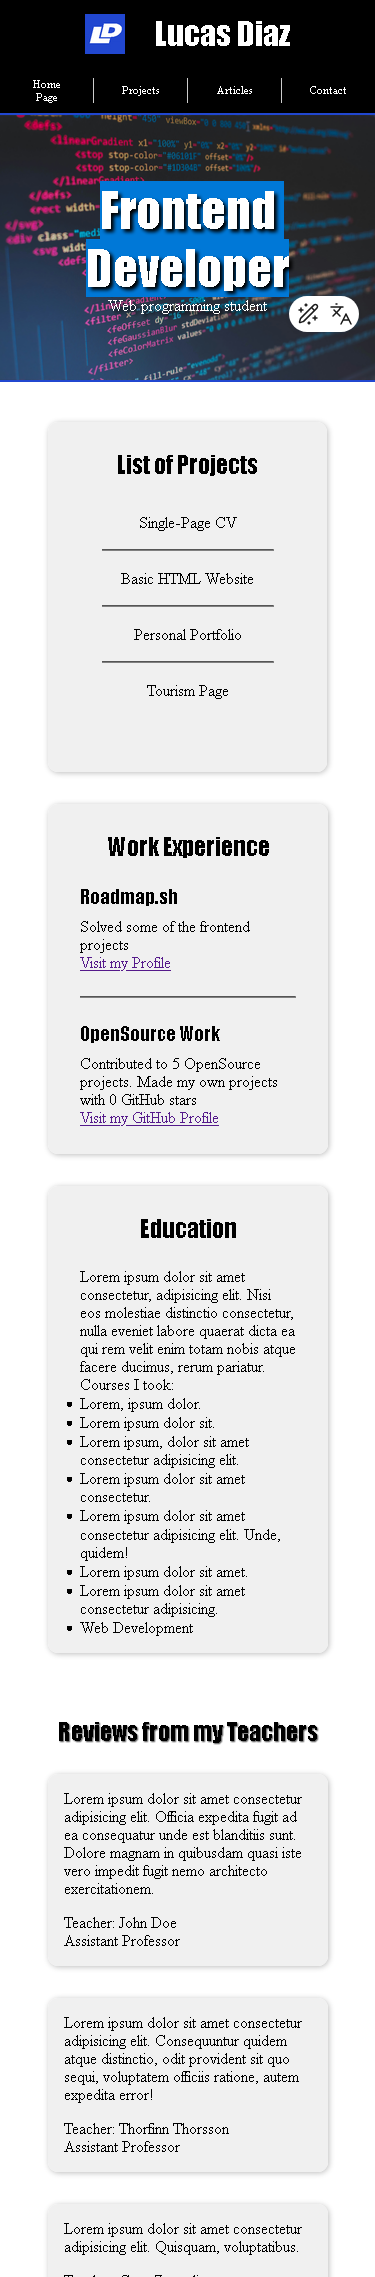 LP
Lucas Diaz
Home
Page
Projects
Articles
Contact
Frontend
Developer
Web programming student
List of Projects
Single-Page CV
Basic HTML Website
Personal Portfolio
Tourism Page
Work Experience
Roadmap.sh
Solved some of the frontend
projects
Visit my Profile
OpenSource Work
Contributed to 5 OpenSource
projects. Made my own projects
with 0 GitHub stars
Visit my GitHub Profile
Education
Lorem ipsum dolor sit amet
consectetur, adipisicing elit. Nisi
eos molestiae distinctio consectetur,
nulla eveniet labore quaerat dicta ea
qui rem velit enim totam nobis atque
facere ducimus, rerum pariatur.
Courses I took:
Lorem, ipsum dolor.
Lorem ipsum dolor sit.
Lorem ipsum, dolor sit amet
consectetur adipisicing elit.
Lorem ipsum dolor sit amet
consectetur.
Lorem ipsum dolor sit amet
consectetur adipisicing elit. Unde,
quidem!
Lorem ipsum dolor sit amet.
Lorem ipsum dolor sit amet
consectetur adipisicing.
Web Development
Reviews from my Teachers
Lorem ipsum dolor sit amet consectetur
adipisicing elit. Officia expedita fugit ad
ea consequatur unde est blanditiis sunt.
Dolore magnam in quibusdam quasi iste
vero impedit fugit nemo architecto
exercitationem.
Teacher: John Doe
Assistant Professor
Lorem ipsum dolor sit amet consectetur
adipisicing elit. Consequuntur quidem
atque distinctio, odit provident sit quo
sequi, voluptatem officiis ratione, autem
expedita error!
Teacher: Thorfinn Thorsson
Assistant Professor
Lorem ipsum dolor sit amet consectetur
adipisicing elit. Quisquam, voluptatibus.